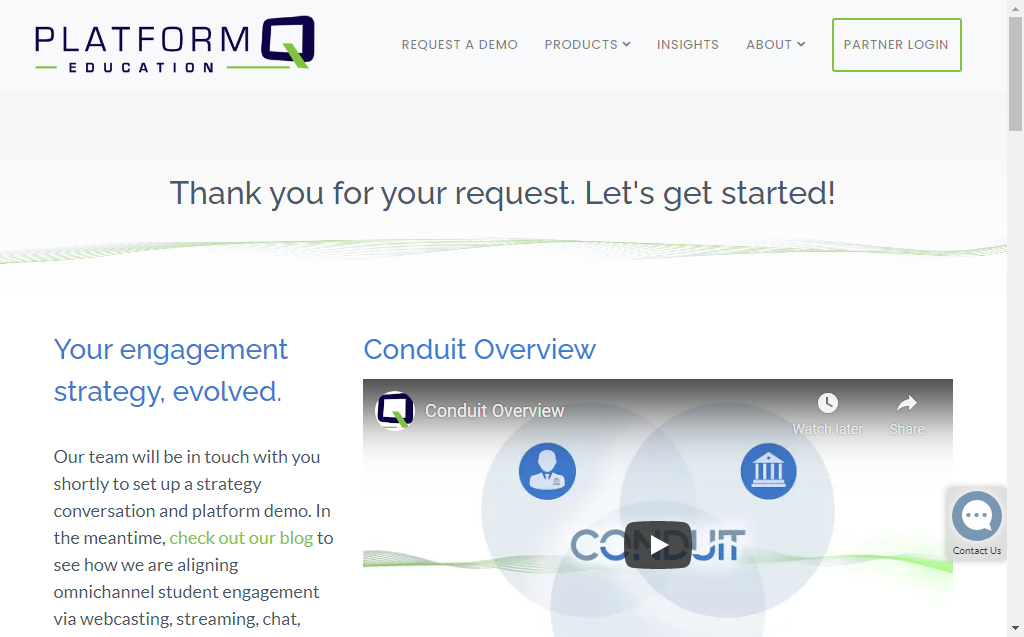 PLATFORM Q
EDUCATION
REQUEST A DEMO
PRODUCTS
INSIGHTS
ABOUT
PARTNER LOGIN
Thank you for your request. Let's get started!
Your engagement
strategy, evolved.
Our team will be in touch with you
shortly to set up a strategy
conversation and platform demo. In
the meantime, check out our blog to
see how we are aligning
omnichannel student engagement
via webcasting, streaming, chat,
Conduit Overview
Conduit Overview
Watch later
Share
CONDUIT
Contact Us